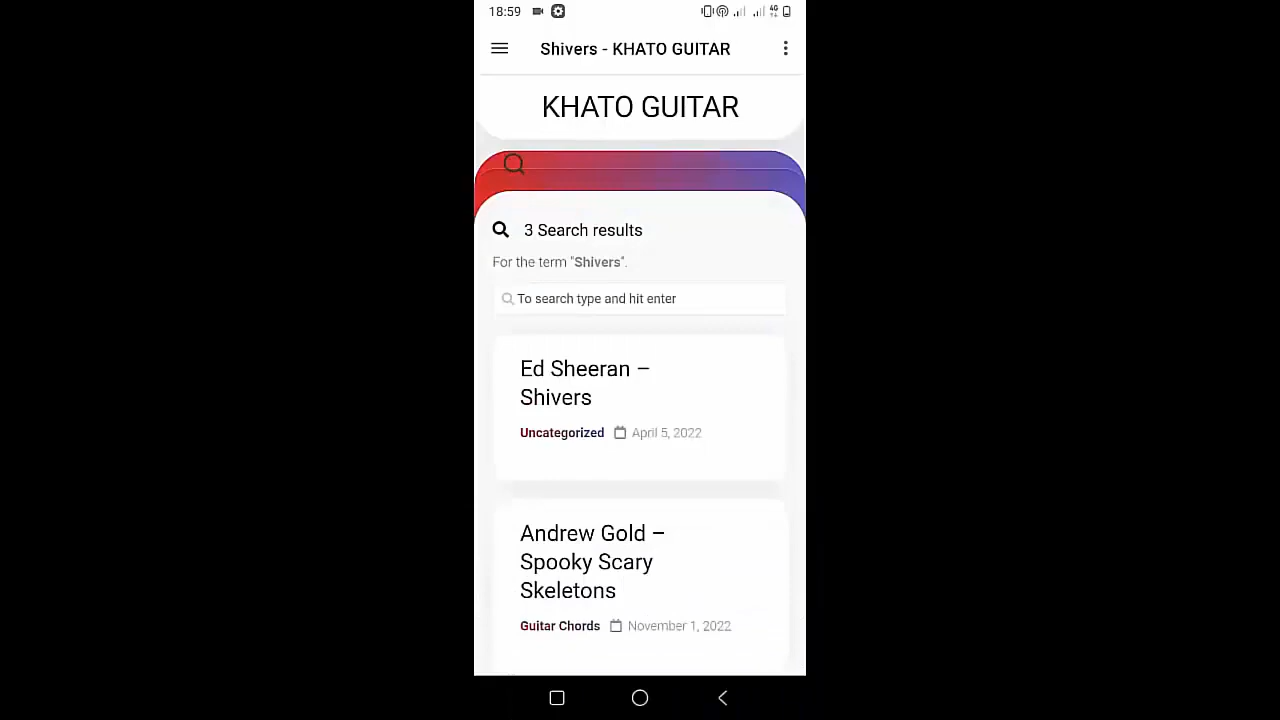 18:59
4G
Shivers - KHATO GUITAR
KHATO GUITAR
3 Search results
For the term "Shivers".
To search type and hit enter
Ed Sheeran –
Shivers
Uncategorized April 5, 2022
Andrew Gold –
Spooky Scary
Skeletons
Guitar Chords November 1, 2022